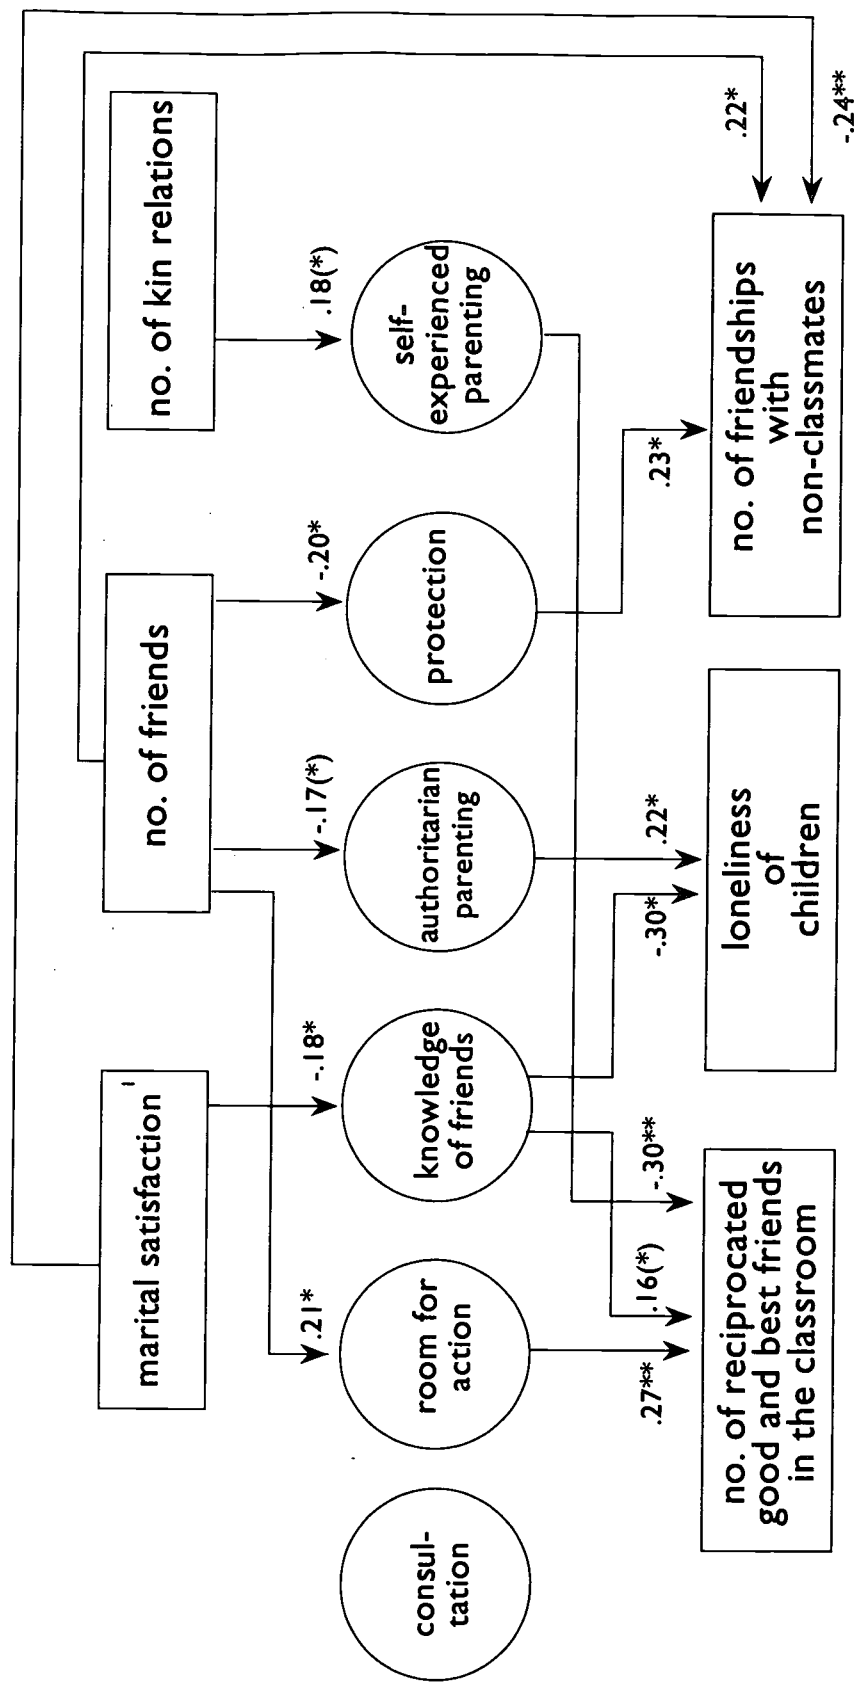 marital satisfaction¹
no. of friends
no. of kin relations
.21*
-.18*
-.17(*)
-.20*
.18(*)
consul-
tation
room for
action
knowledge
of friends
authoritarian
parenting
protection
self-
experienced
parenting
.27**
.16(*)
-.30**
-.30*
.22*
.23*
.22*
-.24**
no. of reciprocated
good and best friends
in the classroom
loneliness
of
children
no. of friendships
with
non-classmates